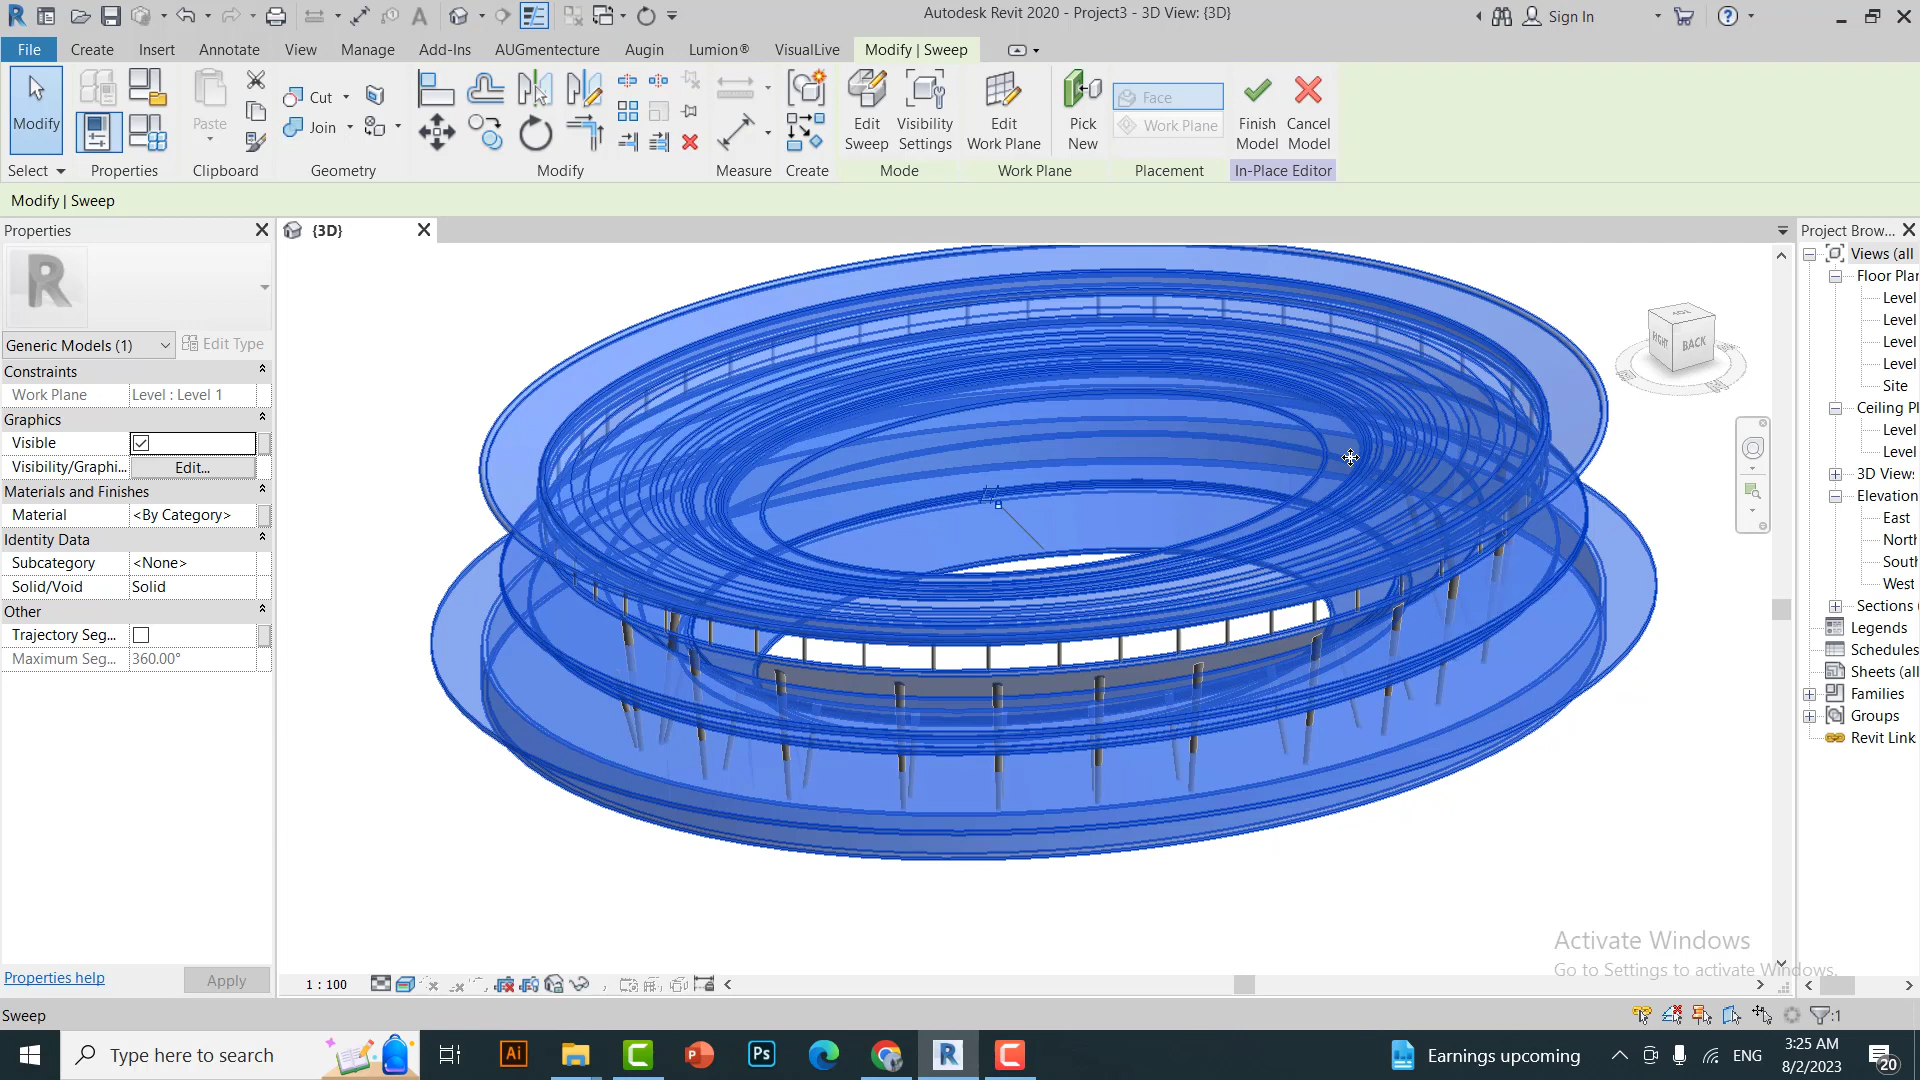 Autodesk Revit 2020 - Project3 - 3D View: {3D}
Sign In
File Create Insert Annotate View Manage Add-Ins AUGmentecture Augin Lumion® VisualLive Modify | Sweep
Modify
Paste
Cut
Join
Edit Sweep
Visibility Settings
Edit Work Plane
Pick New
Face
Work Plane
Finish Model
Cancel Model
Select Properties Clipboard Geometry Modify Measure Create Mode Work Plane Placement In-Place Editor
Modify | Sweep
Properties
{3D}
Project Brow...
R
Generic Models (1)
Edit Type
Constraints
Work Plane Level : Level 1
Graphics
Visible
Visibility/Graphi... Edit...
Materials and Finishes
Material <By Category>
Identity Data
Subcategory <None>
Solid/Void Solid
Other
Trajectory Seg...
Maximum Seg... 360.00°
Properties help
Apply
RIGHT
BACK
Views (all
Floor Plan
Level
Level
Level
Level
Site
Ceiling Pl
Level
Level
3D Views
Elevation
East
North
South
West
Sections (
Legends
Schedules
Sheets (all
Families
Groups
Revit Link
Activate Windows
Go to Settings to activate Windows.
1 : 100
Sweep
:1
Type here to search
Ai
Ps
Earnings upcoming
ENG
3:25 AM
8/2/2023
20